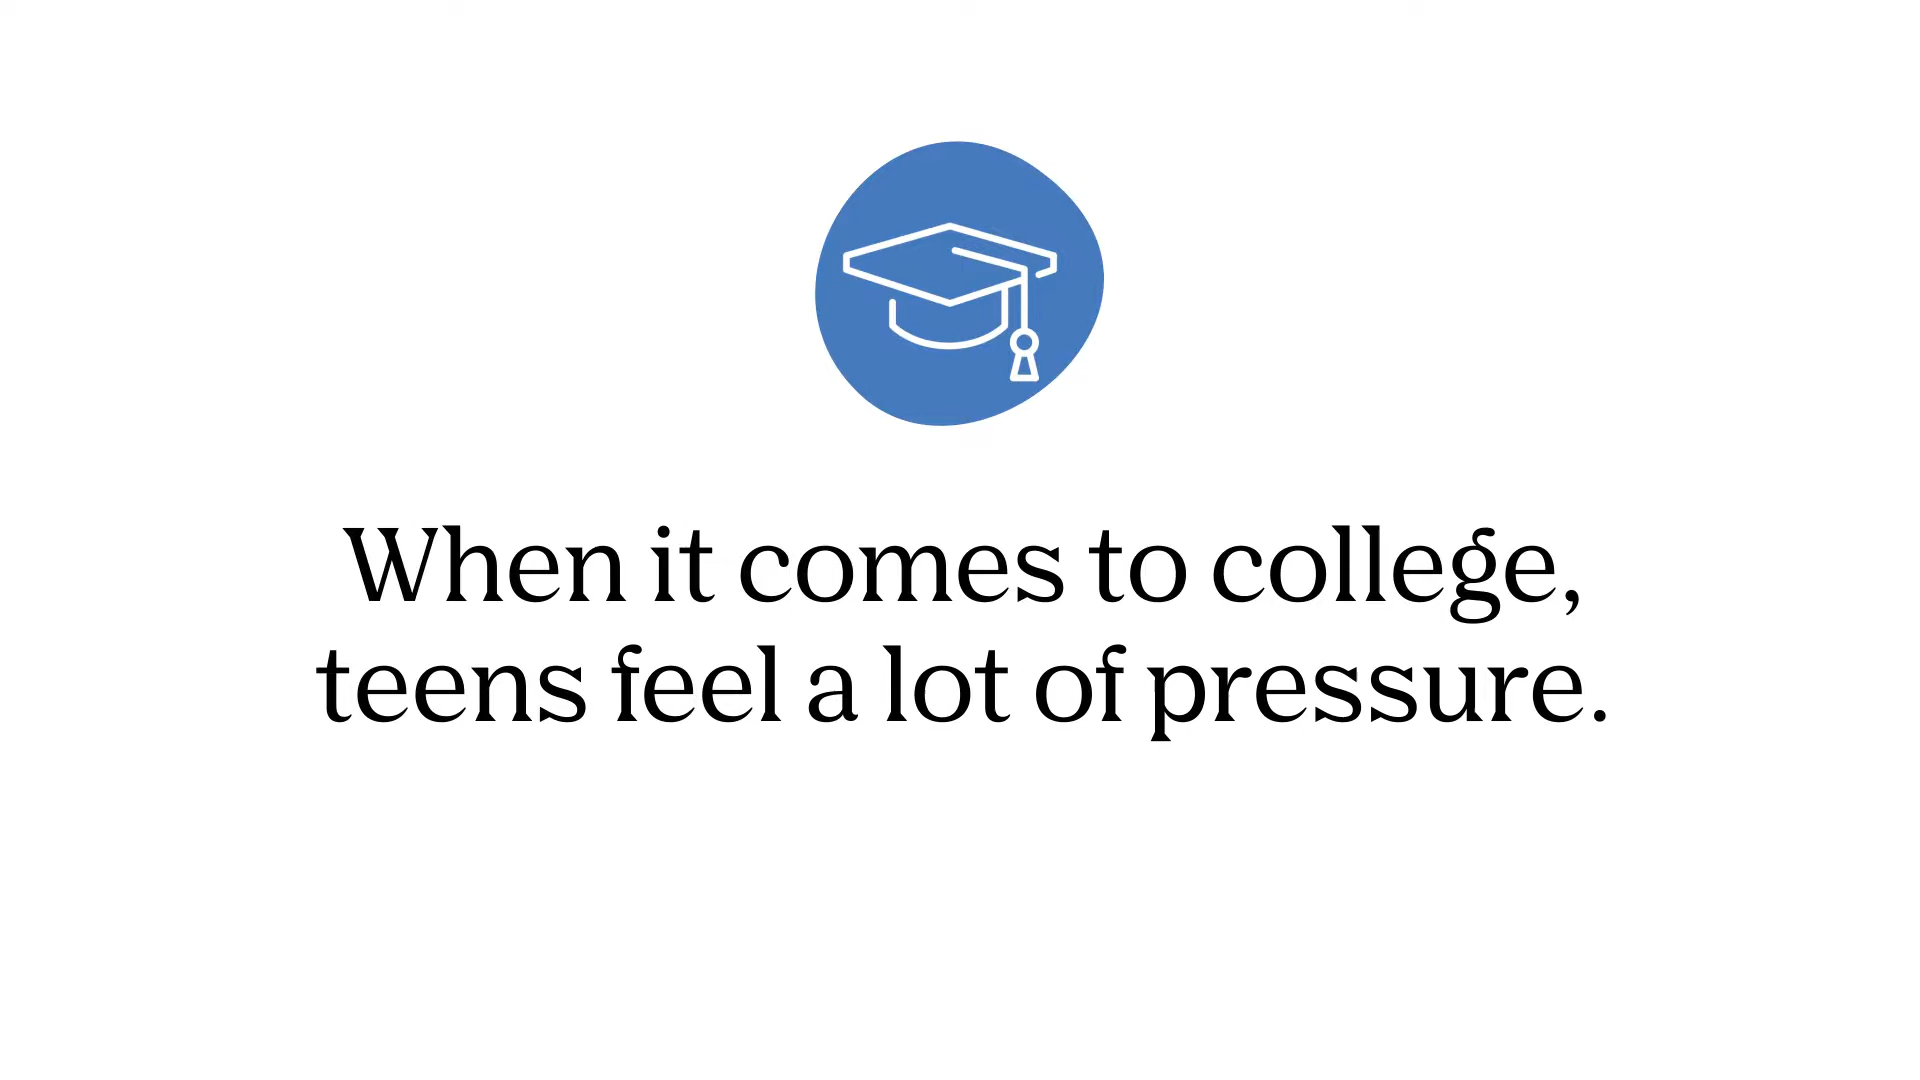 When it comes to college,
teens feel a lot of pressure.